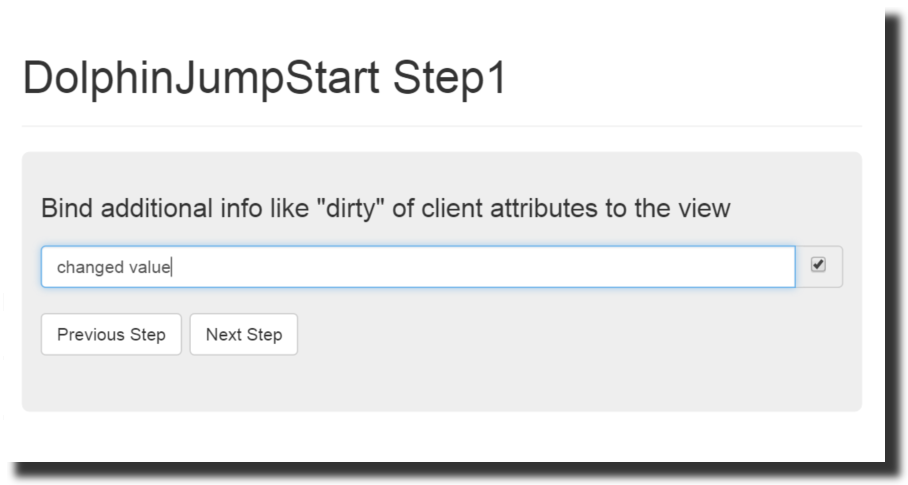 DolphinJumpStart Step1
Bind additional info like "dirty" of client attributes to the view
changed value
Previous Step Next Step